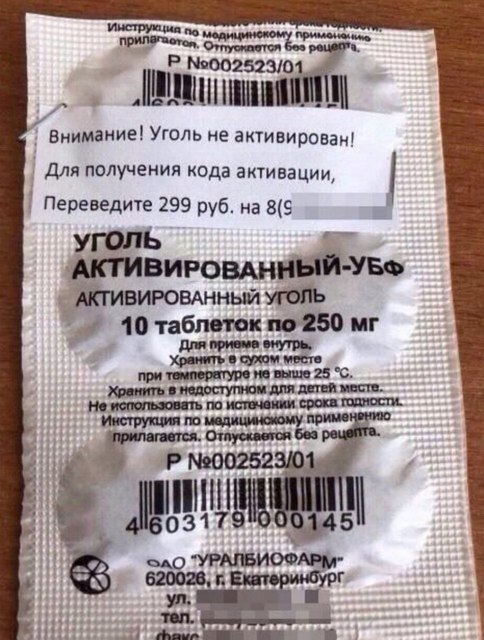 Инструкция по медицинскому применению
прилагается. Отпускается без рецепта.
Р №002523/01
Внимание! Уголь не активирован!
Для получения кода активации,
Переведите 299 руб. на 8(9
УГОЛЬ
АКТИВИРОВАННЫЙ-УБФ
АКТИВИРОВАННЫЙ УГОЛЬ
10 таблеток по 250 мг
Для приема внутрь.
Хранить в сухом месте
при температуре не выше 25 °С.
Хранить в недоступном для детей месте.
Не использовать по истечении срока годности.
Инструкция по медицинскому применению
прилагается. Отпускается без рецепта.
Р №002523/01
4 603179 000145
ОАО "УРАЛБИОФАРМ"
620026, г. Екатеринбург
ул.
тел.
факс